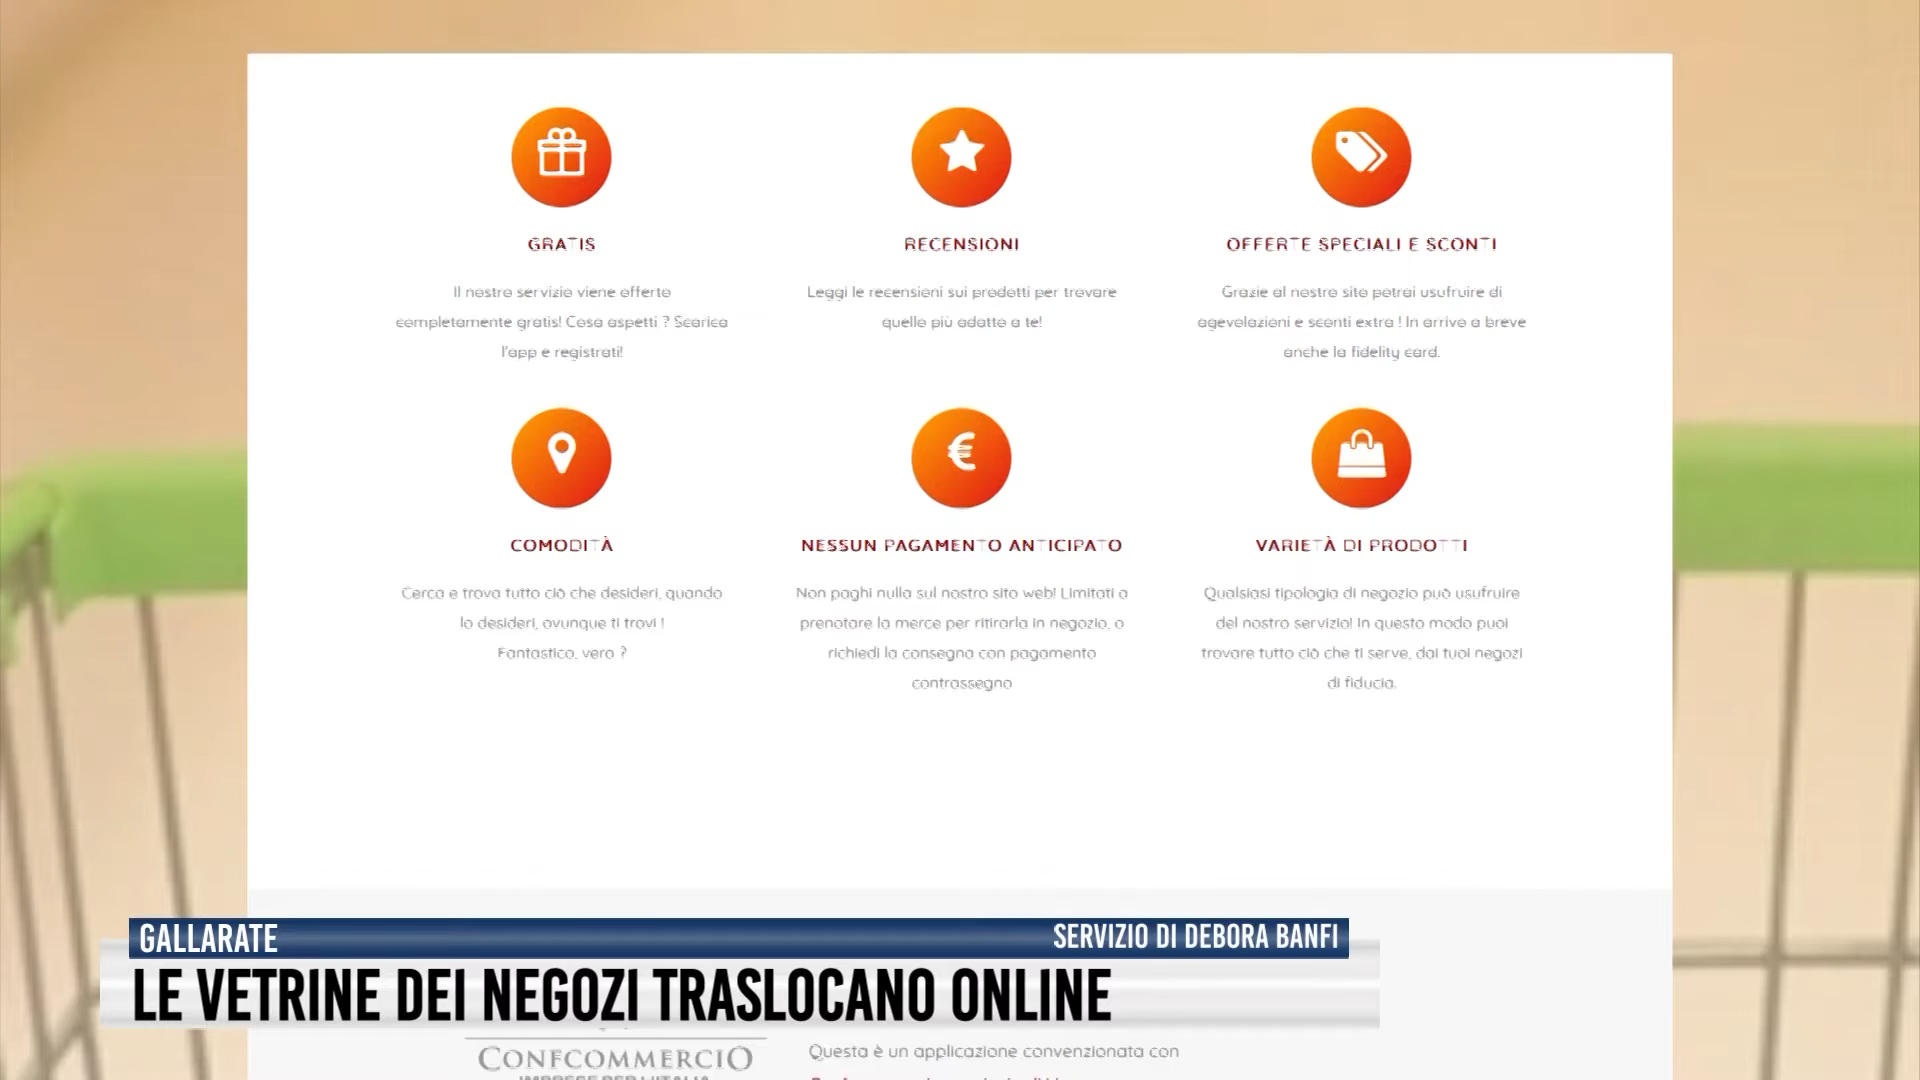 GRATIS
Il nostro servizio viene offerto
completamente gratis! Cosa aspetti ? Scarica
l'app e registrati!
RECENSIONI
Leggi le recensioni sui prodotti per trovare
quello più adatto a te!
OFFERTE SPECIALI E SCONTI
Grazie al nostro sito potrai usufruire di
agevolazioni e sconti extra ! In arrivo a breve
anche la fidelity card.
COMODITÀ
Cerca e trova tutto ciò che desideri, quando
lo desideri, ovunque ti trovi !
Fantastico, vero ?
NESSUN PAGAMENTO ANTICIPATO
Non paghi nulla sul nostro sito web! Limitati a
prenotare la merce per ritirarla in negozio, o
richiedi la consegna con pagamento
contrassegno
VARIETÀ DI PRODOTTI
Qualsiasi tipologia di negozio può usufruire
del nostro servizio! In questo modo puoi
trovare tutto ciò che ti serve, dai tuoi negozi
di fiducia.
GALLARATE
SERVIZIO DI DEBORA BANFI
LE VETRINE DEI NEGOZI TRASLOCANO ONLINE
CONFCOMMERCIO
IMPRESE PER L'ITALIA
Questa è un applicazione convenzionata con